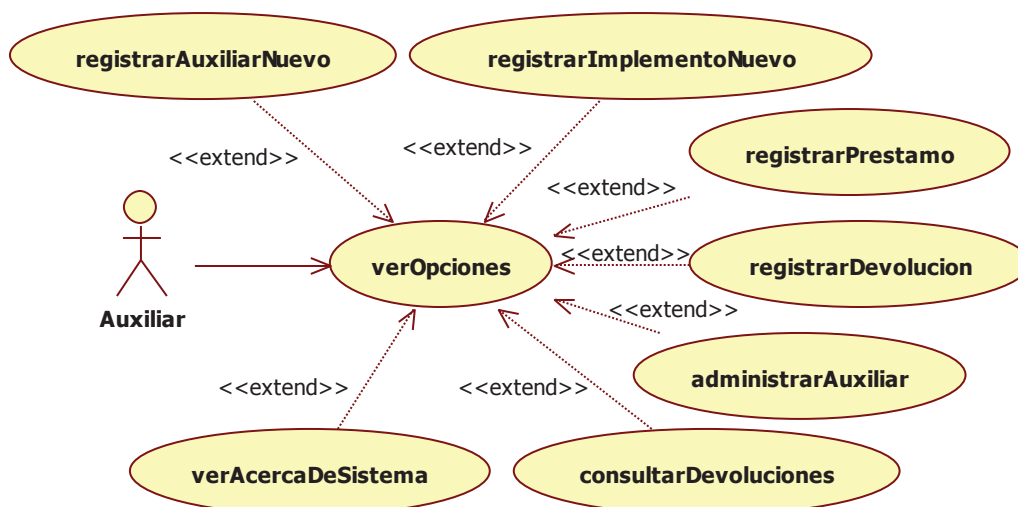 registrarAuxiliarNuevo
registrarImplementoNuevo
<<extend>>
<<extend>>
registrarPrestamo
<<extend>>
verOpciones
<<extend>>
registrarDevolucion
Auxiliar
<<extend>>
administrarAuxiliar
<<extend>>
<<extend>>
verAcercaDeSistema
consultarDevoluciones